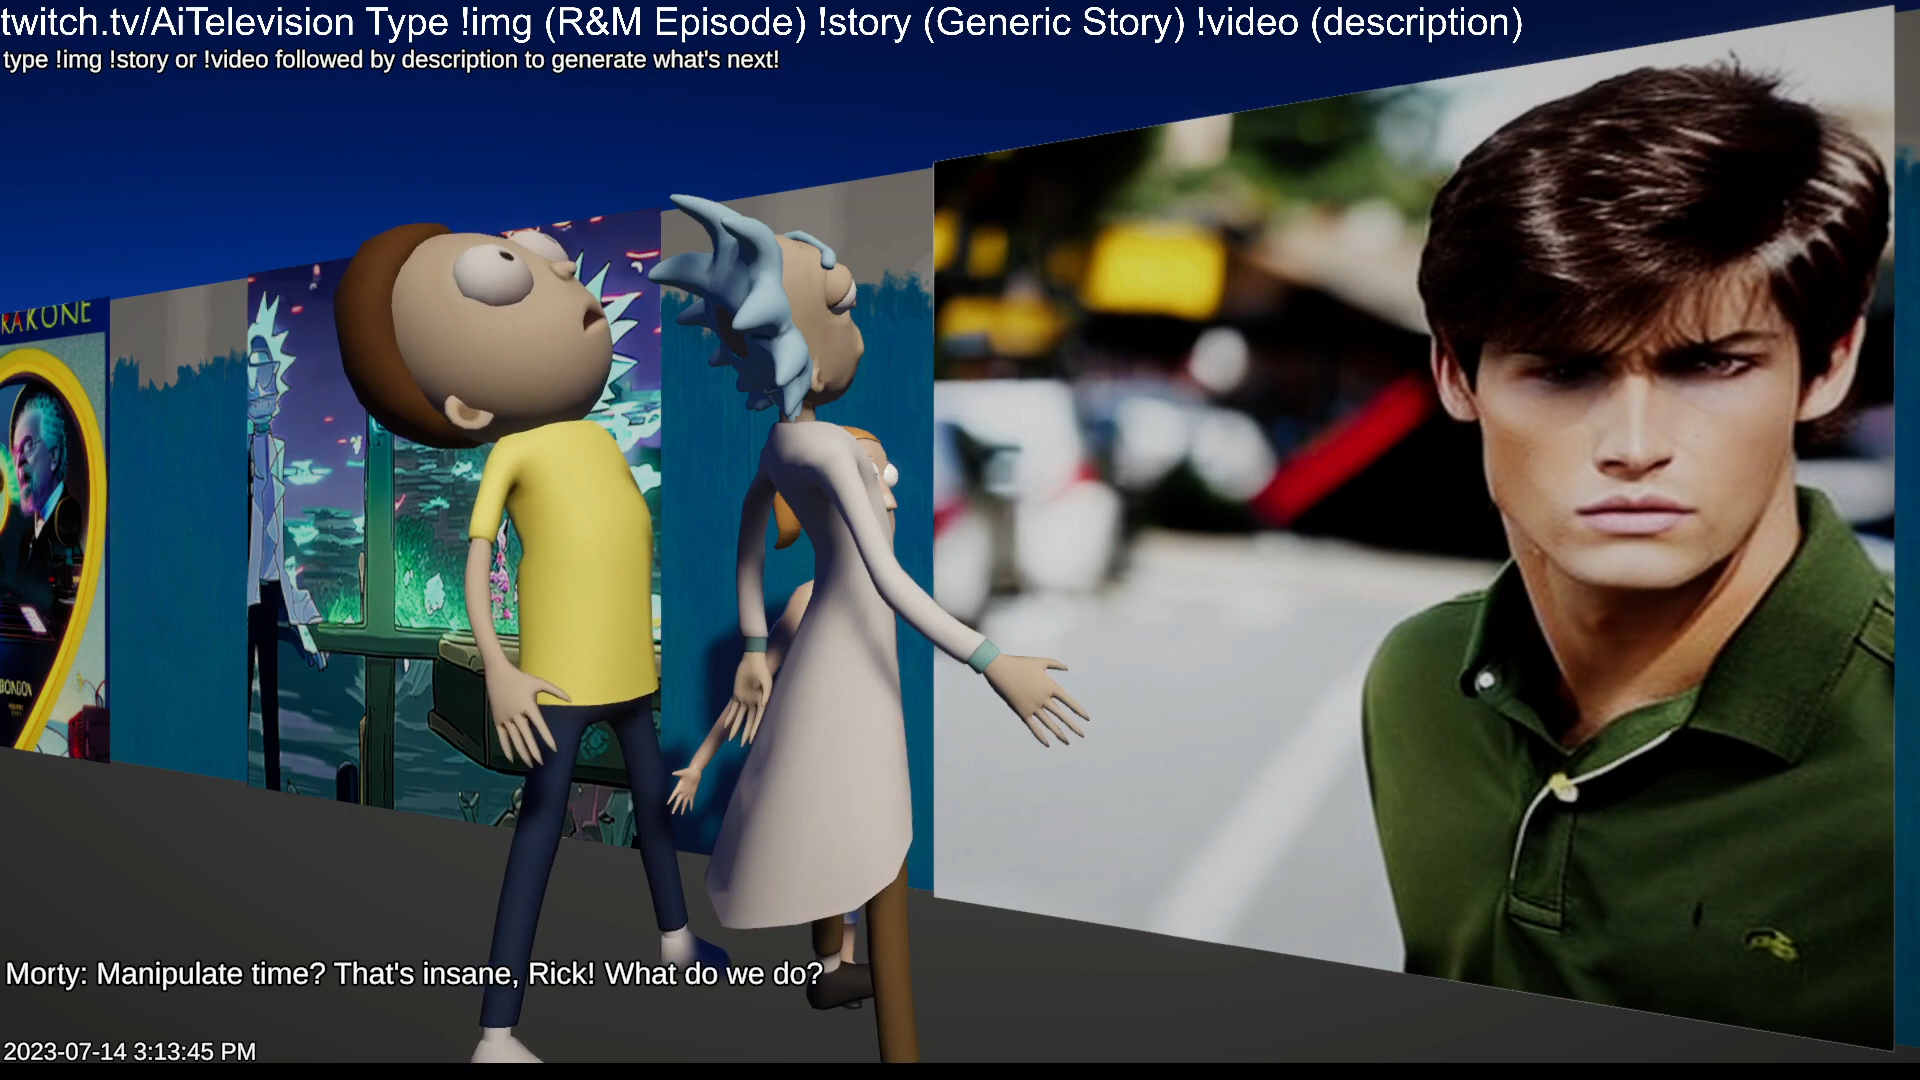 twitch.tv/AiTelevision Type !img (R&M Episode) !story (Generic Story) !video (description)
type !img !story or !video followed by description to generate what's next!
Morty: Manipulate time? That's insane, Rick! What do we do?
2023-07-14 3:13:45 PM